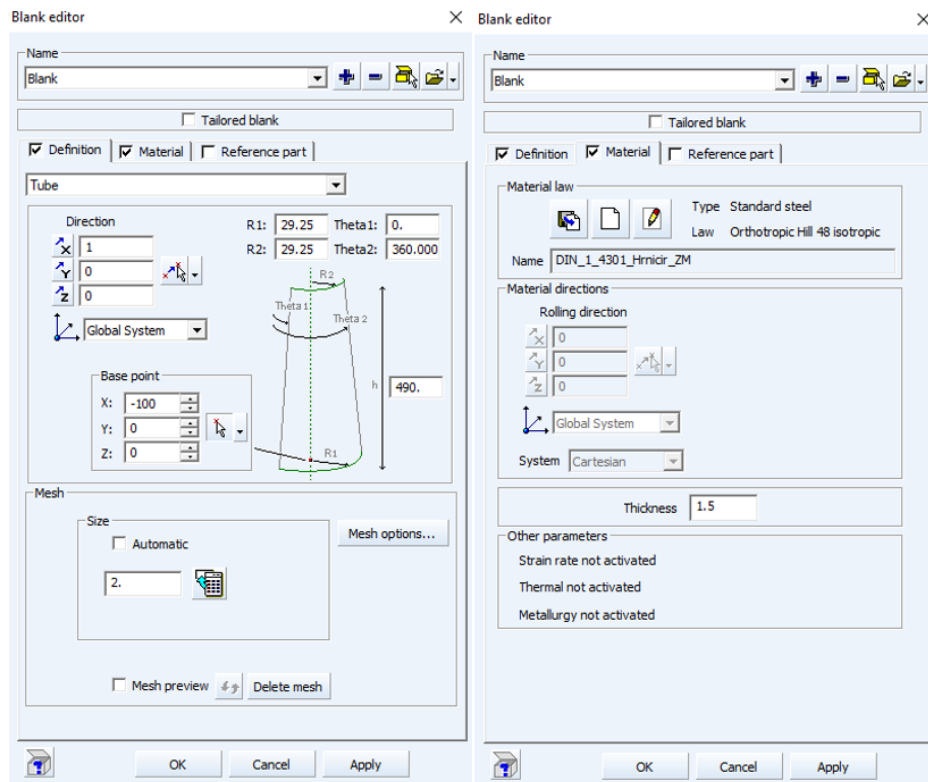 Blank editor
Name
Blank
Tailored blank
Definition Material Reference part
Tube
Direction
X 1
Y 0
Z 0
Global System
R1: 29.25 Theta1: 0.
R2: 29.25 Theta2: 360.000
R2
Theta 1
Theta 2
h 490.
R1
Base point
X: -100
Y: 0
Z: 0
Mesh
Size
Automatic
2.
Mesh options...
Mesh preview Delete mesh
? OK Cancel Apply
Blank editor
Name
Blank
Tailored blank
Definition Material Reference part
Material law
Type Standard steel
Law Orthotropic Hill 48 isotropic
Name DIN_1_4301_Hrnicir_ZM
Material directions
Rolling direction
X 0
Y 0
Z 0
Global System
System Cartesian
Thickness 1.5
Other parameters
Strain rate not activated
Thermal not activated
Metallurgy not activated
? OK Cancel Apply